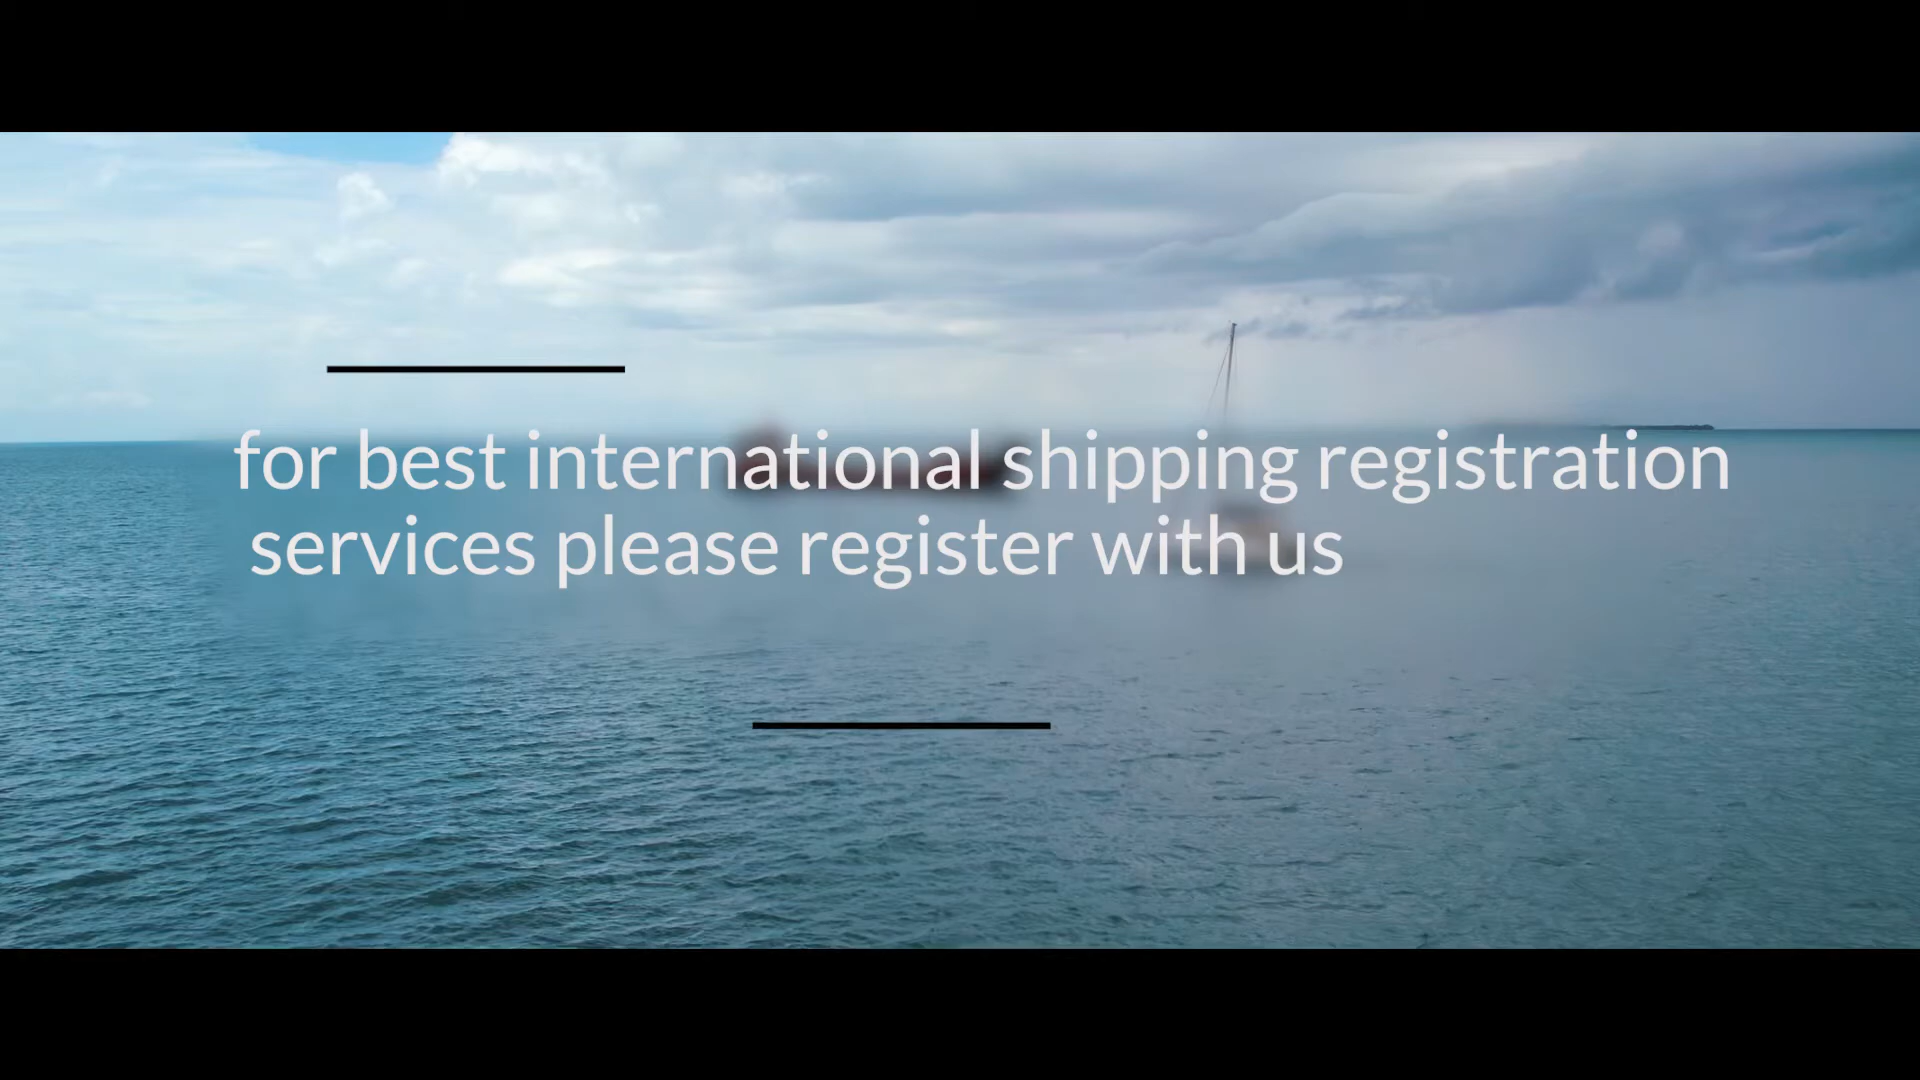 for best international shipping registration
services please register with us